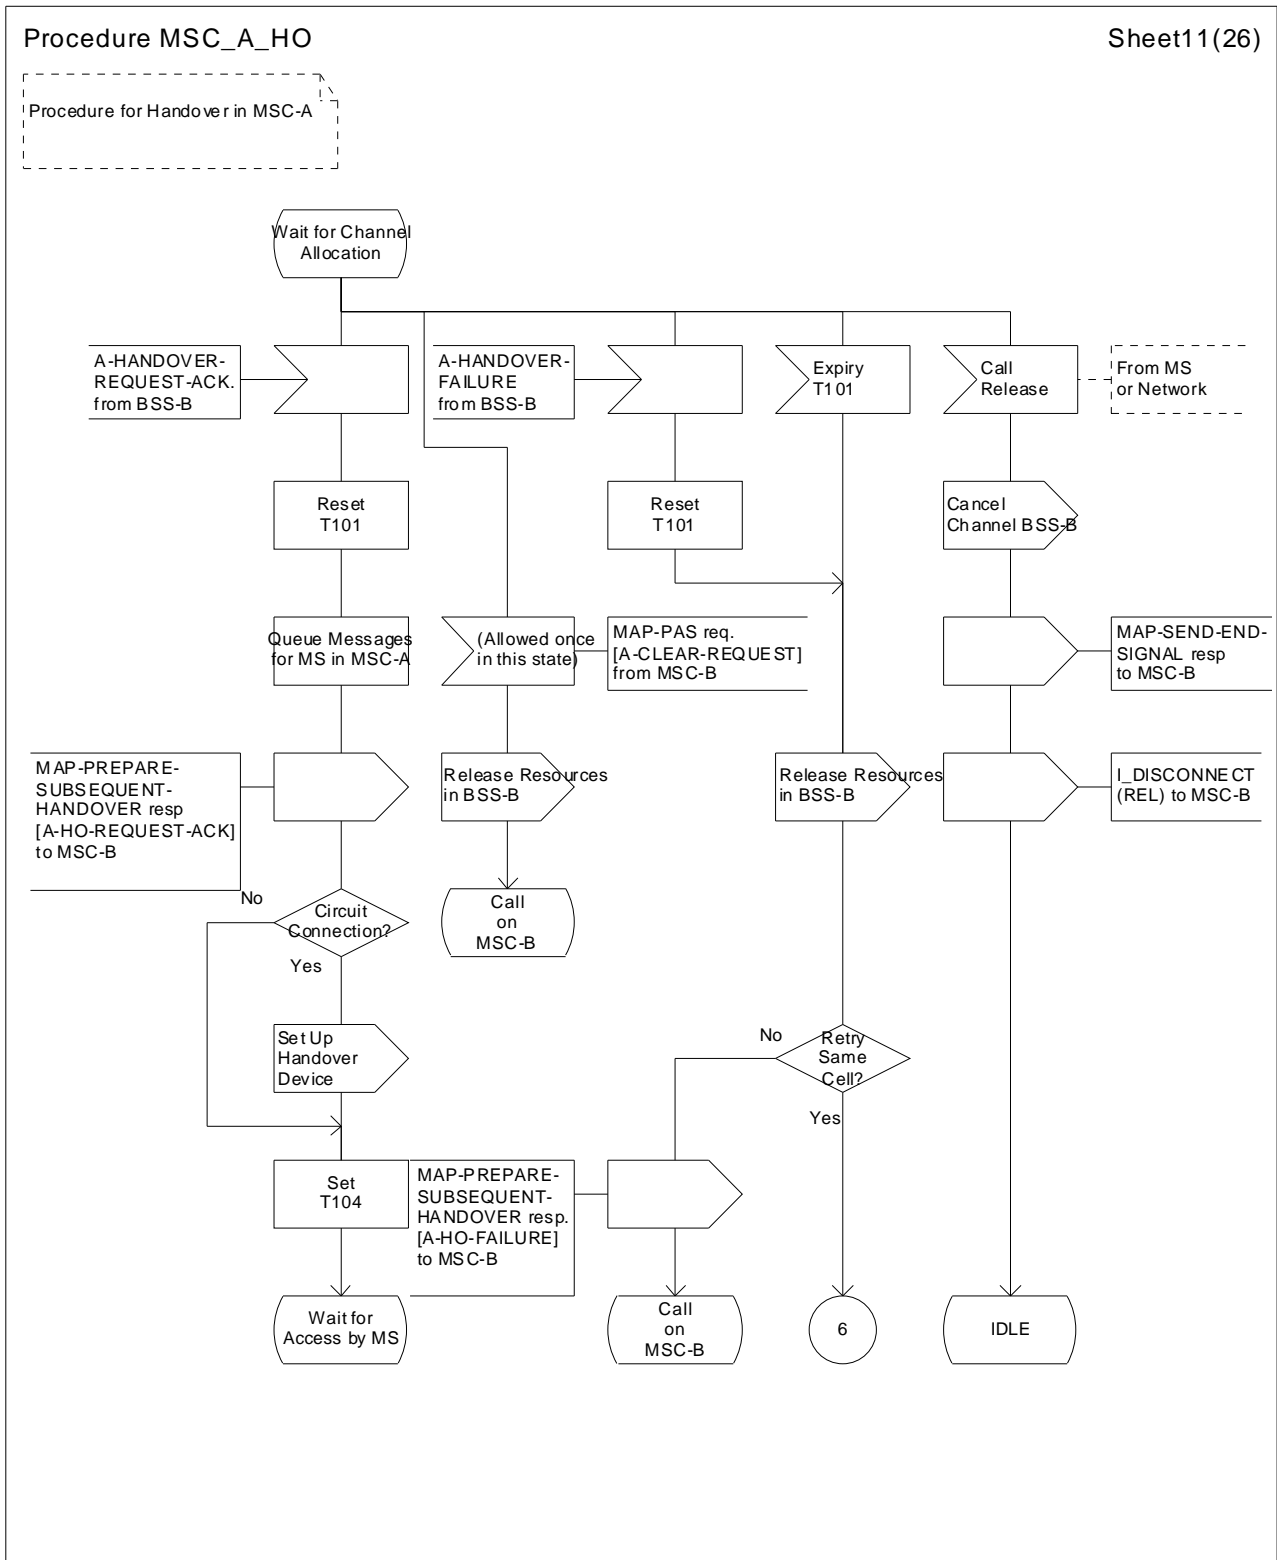 Procedure MSC_A_HO
Sheet11(26)
Procedure for Handover in MSC-A
Wait for Channel
Allocation
A-HANDOVER-
REQUEST-ACK.
from BSS-B
A-HANDOVER-
FAILURE
from BSS-B
Expiry
T101
Call
Release
From MS
or Network
Reset
T101
Reset
T101
Cancel
Channel BSS-B
Queue Messages
for MS in MSC-A
(Allowed once
in this state)
MAP-PAS req.
[A-CLEAR-REQUEST]
from MSC-B
MAP-SEND-END-
SIGNAL resp
to MSC-B
MAP-PREPARE-
SUBSEQUENT-
HANDOVER resp
[A-HO-REQUEST-ACK]
to MSC-B
Release Resources
in BSS-B
Release Resources
in BSS-B
I_DISCONNECT
(REL) to MSC-B
No
Circuit
Connection?
Yes
Call
on
MSC-B
Set Up
Handover
Device
No
Retry
Same
Cell?
Yes
Set
T104
MAP-PREPARE-
SUBSEQUENT-
HANDOVER resp.
[A-HO-FAILURE]
to MSC-B
Wait for
Access by MS
Call
on
MSC-B
6
IDLE